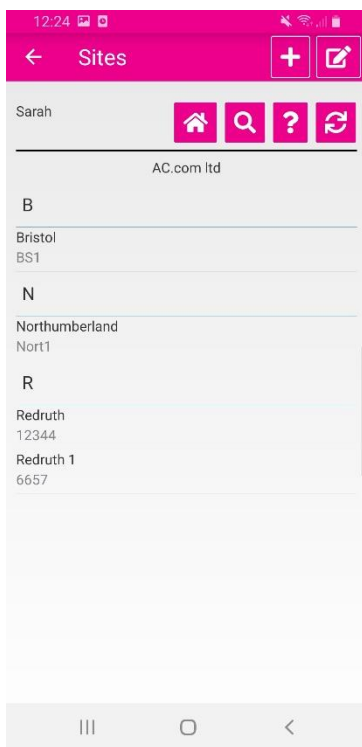 12:24
Sites
Sarah
AC.com ltd
B
Bristol
BS1
N
Northumberland
Nort1
R
Redruth
12344
Redruth 1
6657